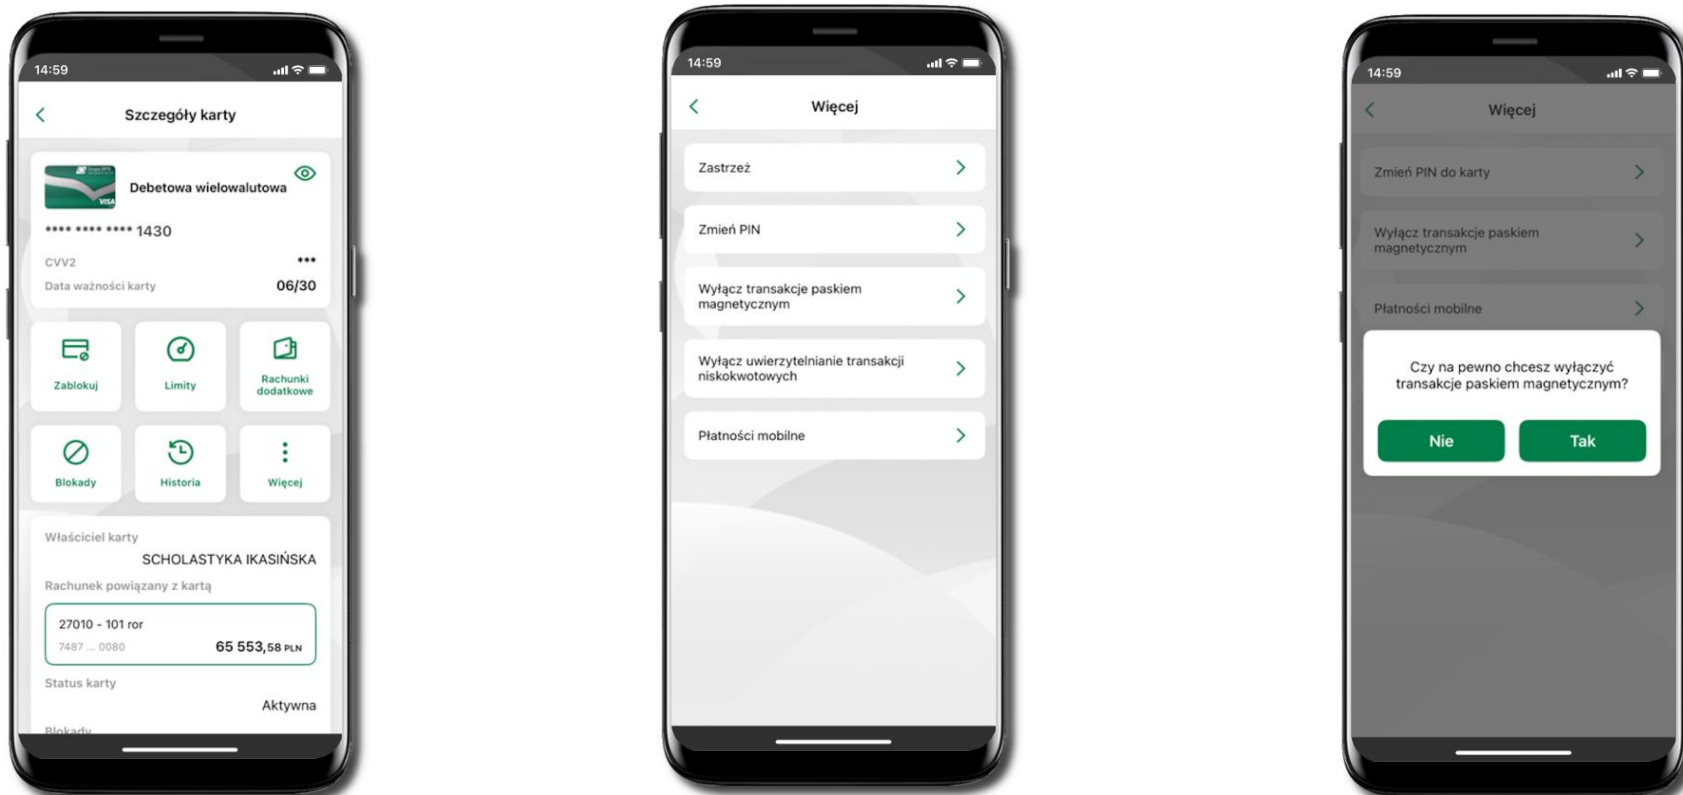 14:59
Szczegóły karty
Debetowa wielowalutowa
VISA
**** **** **** 1430
CVV2 ***
Data ważności karty 06/30
Zablokuj
Limity
Rachunki
dodatkowe
Blokady
Historia
Więcej
Właściciel karty
SCHOLASTYKA IKASIŃSKA
Rachunek powiązany z kartą
27010 - 101 ror
7487 ... 0080 65 553,58 PLN
Status karty
Aktywna
Blokady
14:59
Więcej
Zastrzeż
Zmień PIN
Wyłącz transakcje paskiem
magnetycznym
Wyłącz uwierzytelnianie transakcji
niskokwotowych
Płatności mobilne
14:59
Więcej
Zmień PIN do karty
Wyłącz transakcje paskiem
magnetycznym
Płatności mobilne
Czy na pewno chcesz wyłączyć
transakcje paskiem magnetycznym?
Nie
Tak